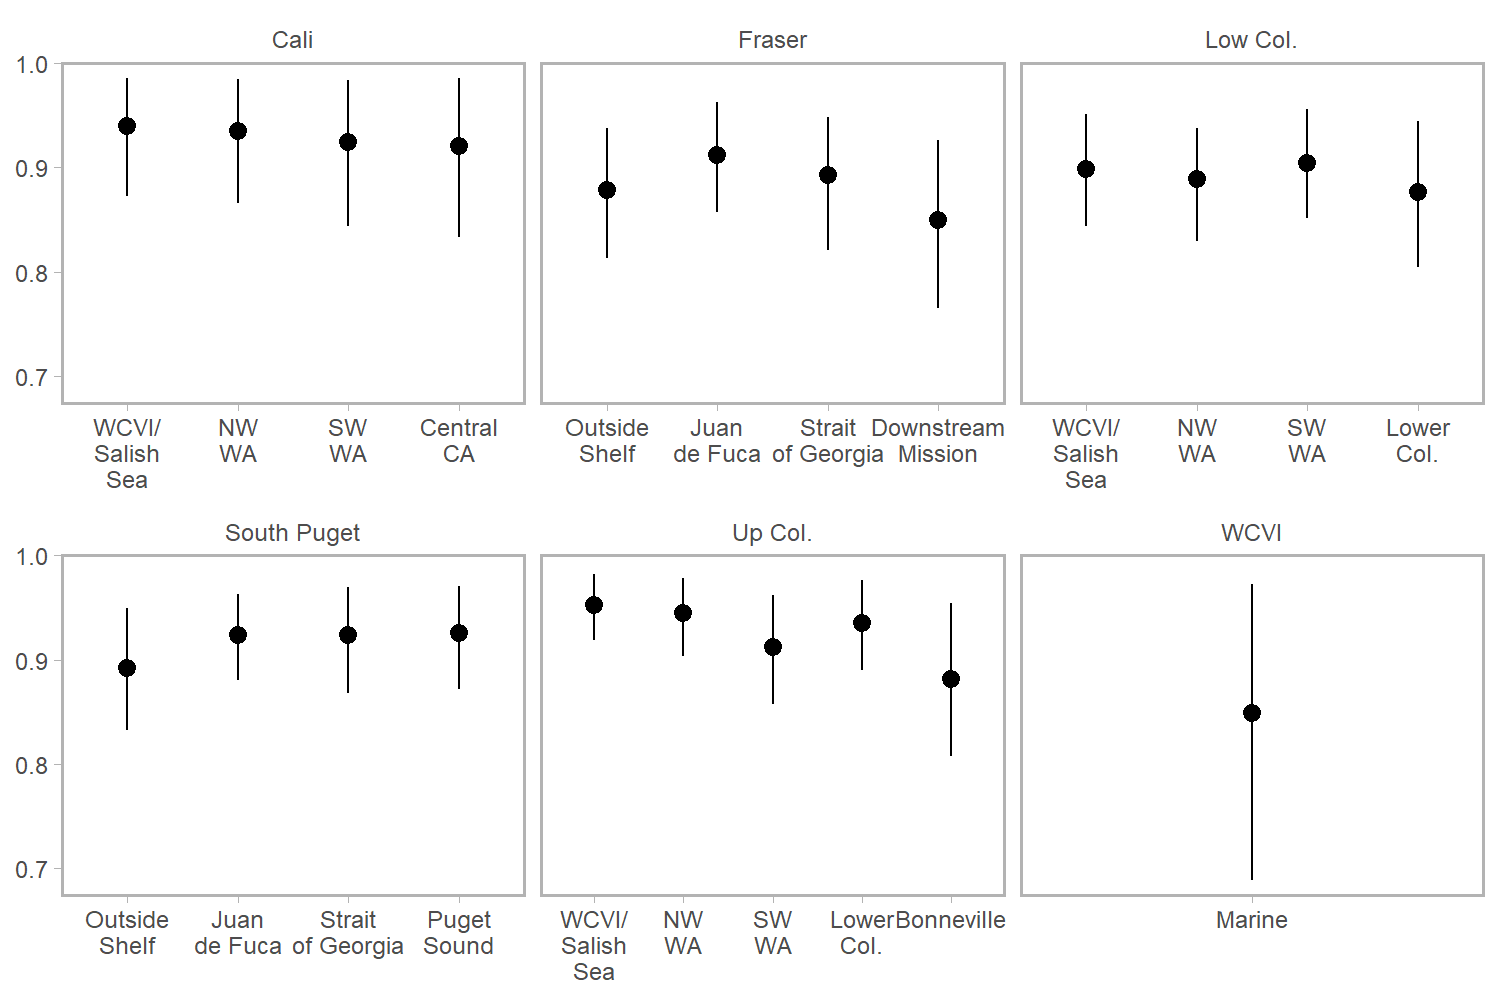 Cali Fraser Low Col.
1.0
0.9
0.8
0.7
WCVI/ NW SW Central Outside Juan Strait Downstream WCVI/ NW SW Lower
Salish WA WA CA Shelf de Fuca of Georgia Mission Salish WA WA Col.
Sea Sea
South Puget Up Col. WCVI
1.0
0.9
0.8
0.7
Outside Juan Strait Puget WCVI/ NW SW Lower Bonneville Marine
Shelf de Fuca of Georgia Sound Salish WA WA Col.
Sea